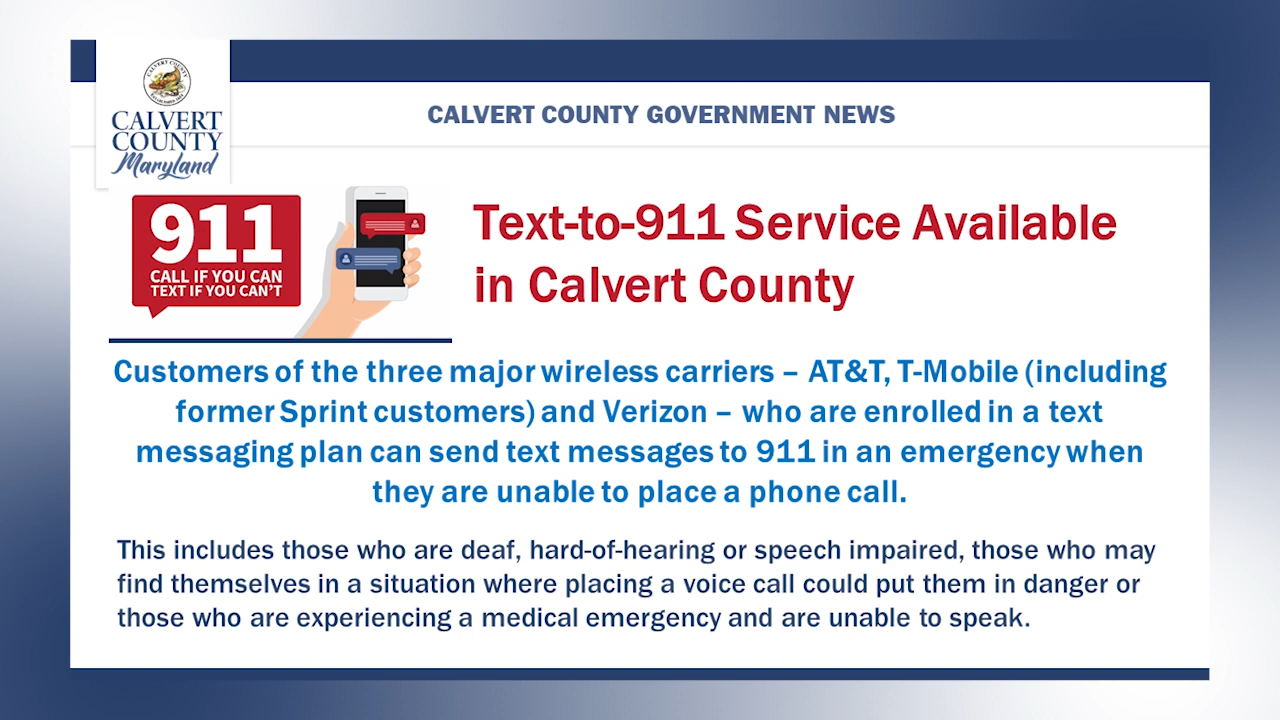 CALVERT COUNTY
CALVERT
COUNTY
Maryland
CALVERT COUNTY GOVERNMENT NEWS
911
CALL IF YOU CAN
TEXT IF YOU CAN'T
Text-to-911 Service Available
in Calvert County
Customers of the three major wireless carriers – AT&T, T-Mobile (including
former Sprint customers) and Verizon – who are enrolled in a text
messaging plan can send text messages to 911 in an emergency when
they are unable to place a phone call.
This includes those who are deaf, hard-of-hearing or speech impaired, those who may
find themselves in a situation where placing a voice call could put them in danger or
those who are experiencing a medical emergency and are unable to speak.